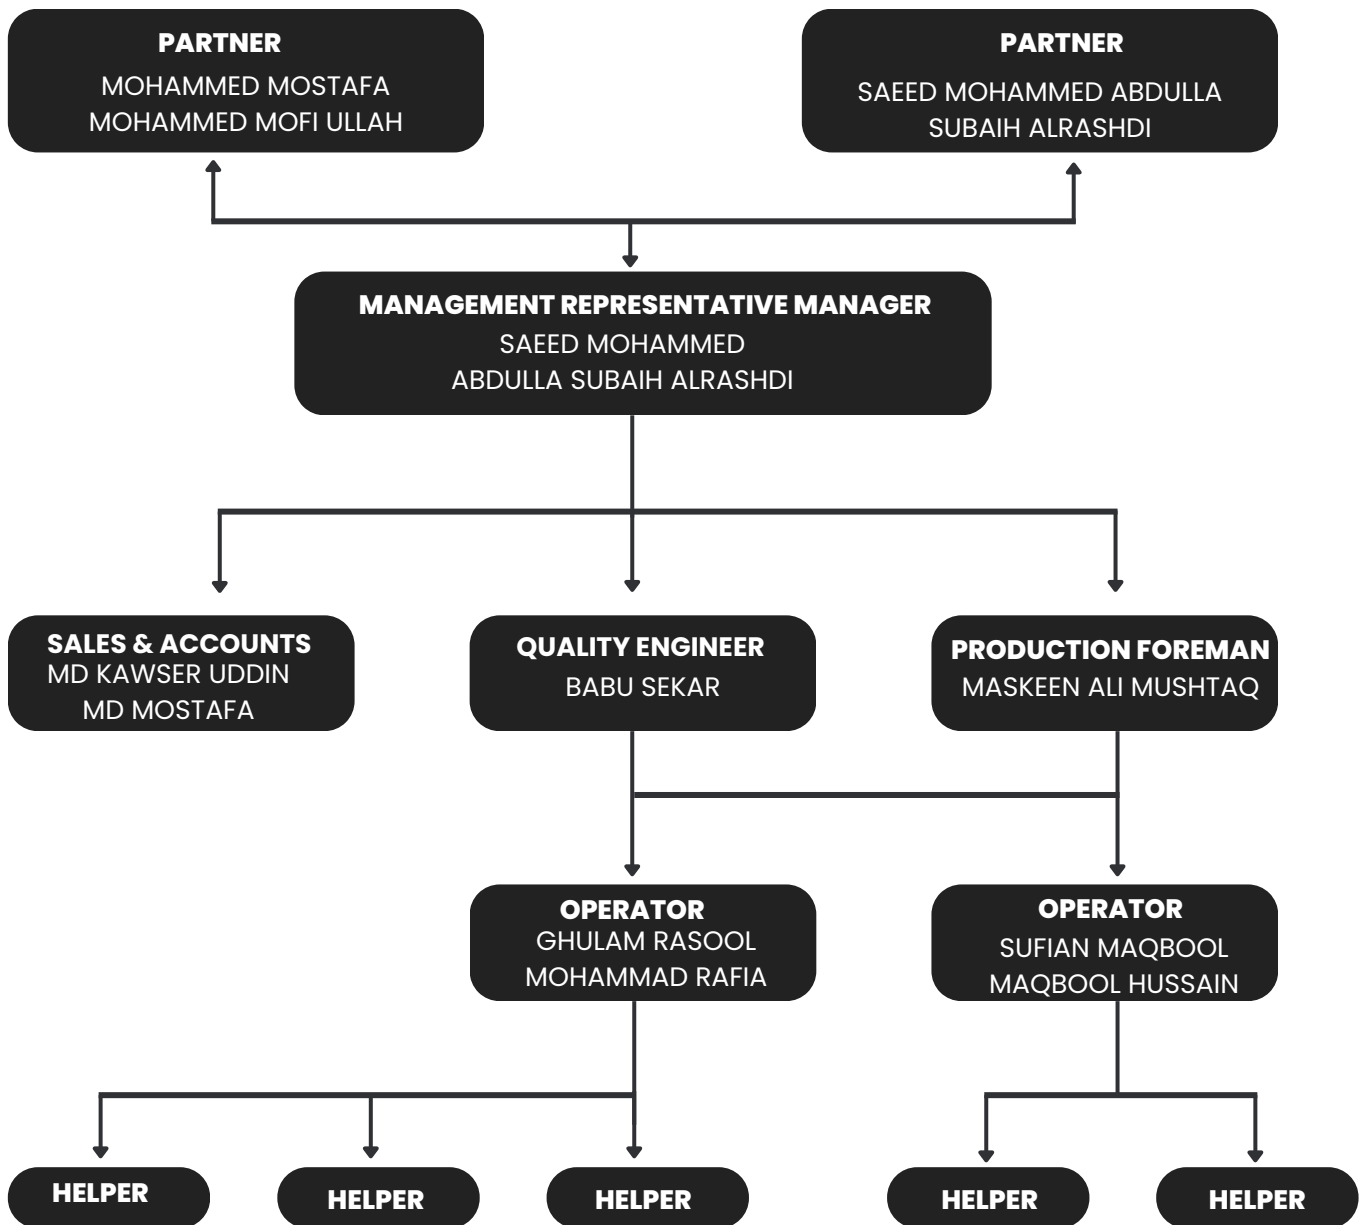 PARTNER
MOHAMMED MOSTAFA
MOHAMMED MOFI ULLAH
PARTNER
SAEED MOHAMMED ABDULLA
SUBAIH ALRASHDI
MANAGEMENT REPRESENTATIVE MANAGER
SAEED MOHAMMED
ABDULLA SUBAIH ALRASHDI
SALES & ACCOUNTS
MD KAWSER UDDIN
MD MOSTAFA
QUALITY ENGINEER
BABU SEKAR
PRODUCTION FOREMAN
MASKEEN ALI MUSHTAQ
OPERATOR
GHULAM RASOOL
MOHAMMAD RAFIA
OPERATOR
SUFIAN MAQBOOL
MAQBOOL HUSSAIN
HELPER
HELPER
HELPER
HELPER
HELPER